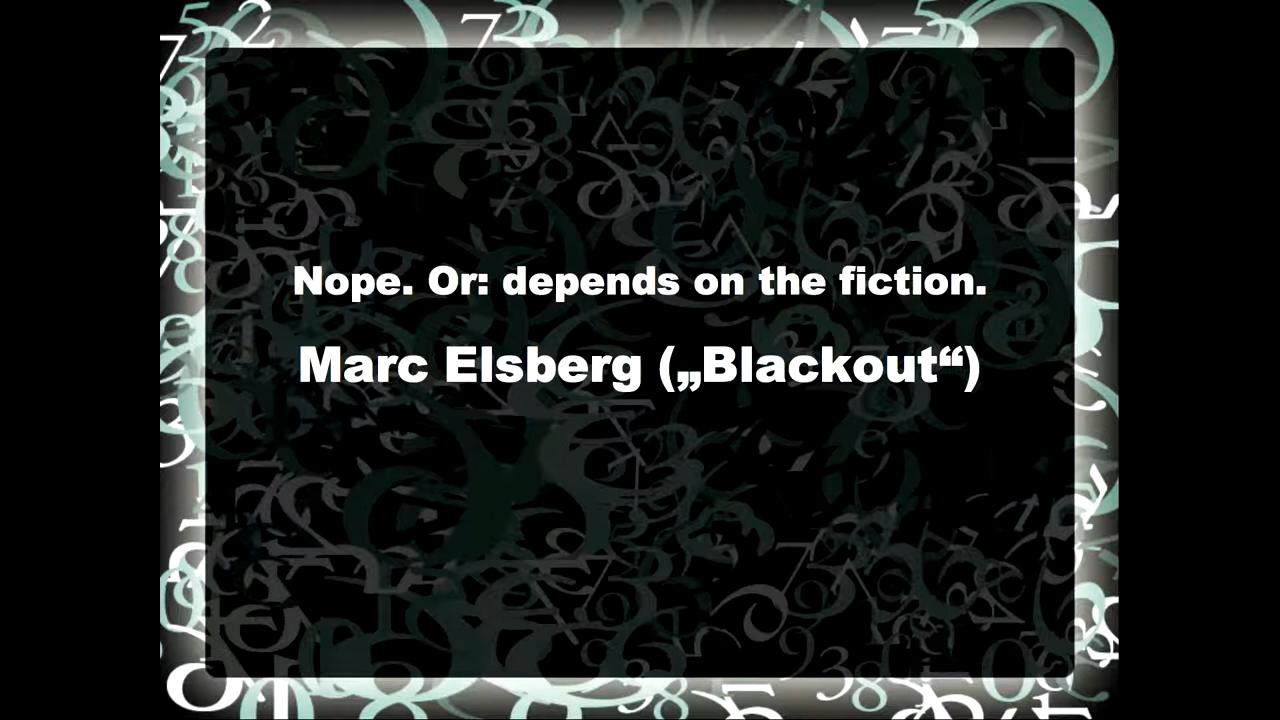 Nope. Or: depends on the fiction.
Marc Elsberg („Blackout“)